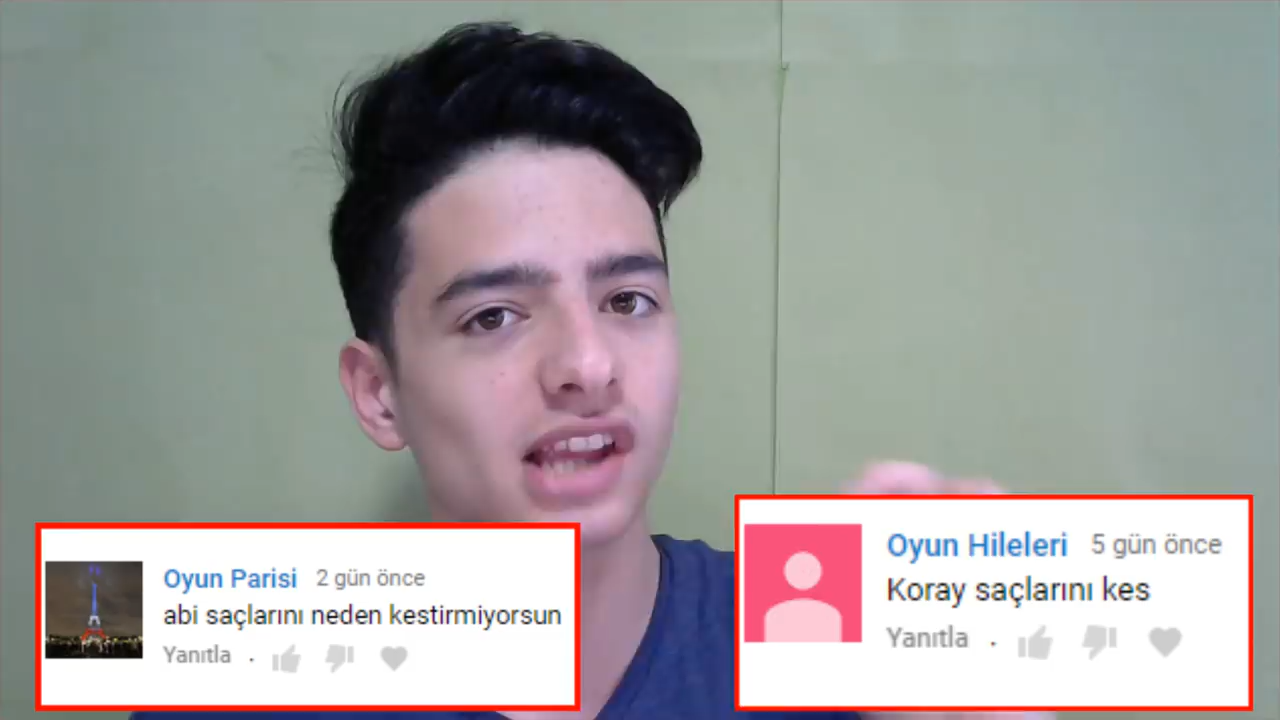 Oyun Parisi 2 gün önce
abi saçlarını neden kestirmiyorsun
Yanıtla .
Oyun Hileleri 5 gün önce
Koray saçlarını kes
Yanıtla .